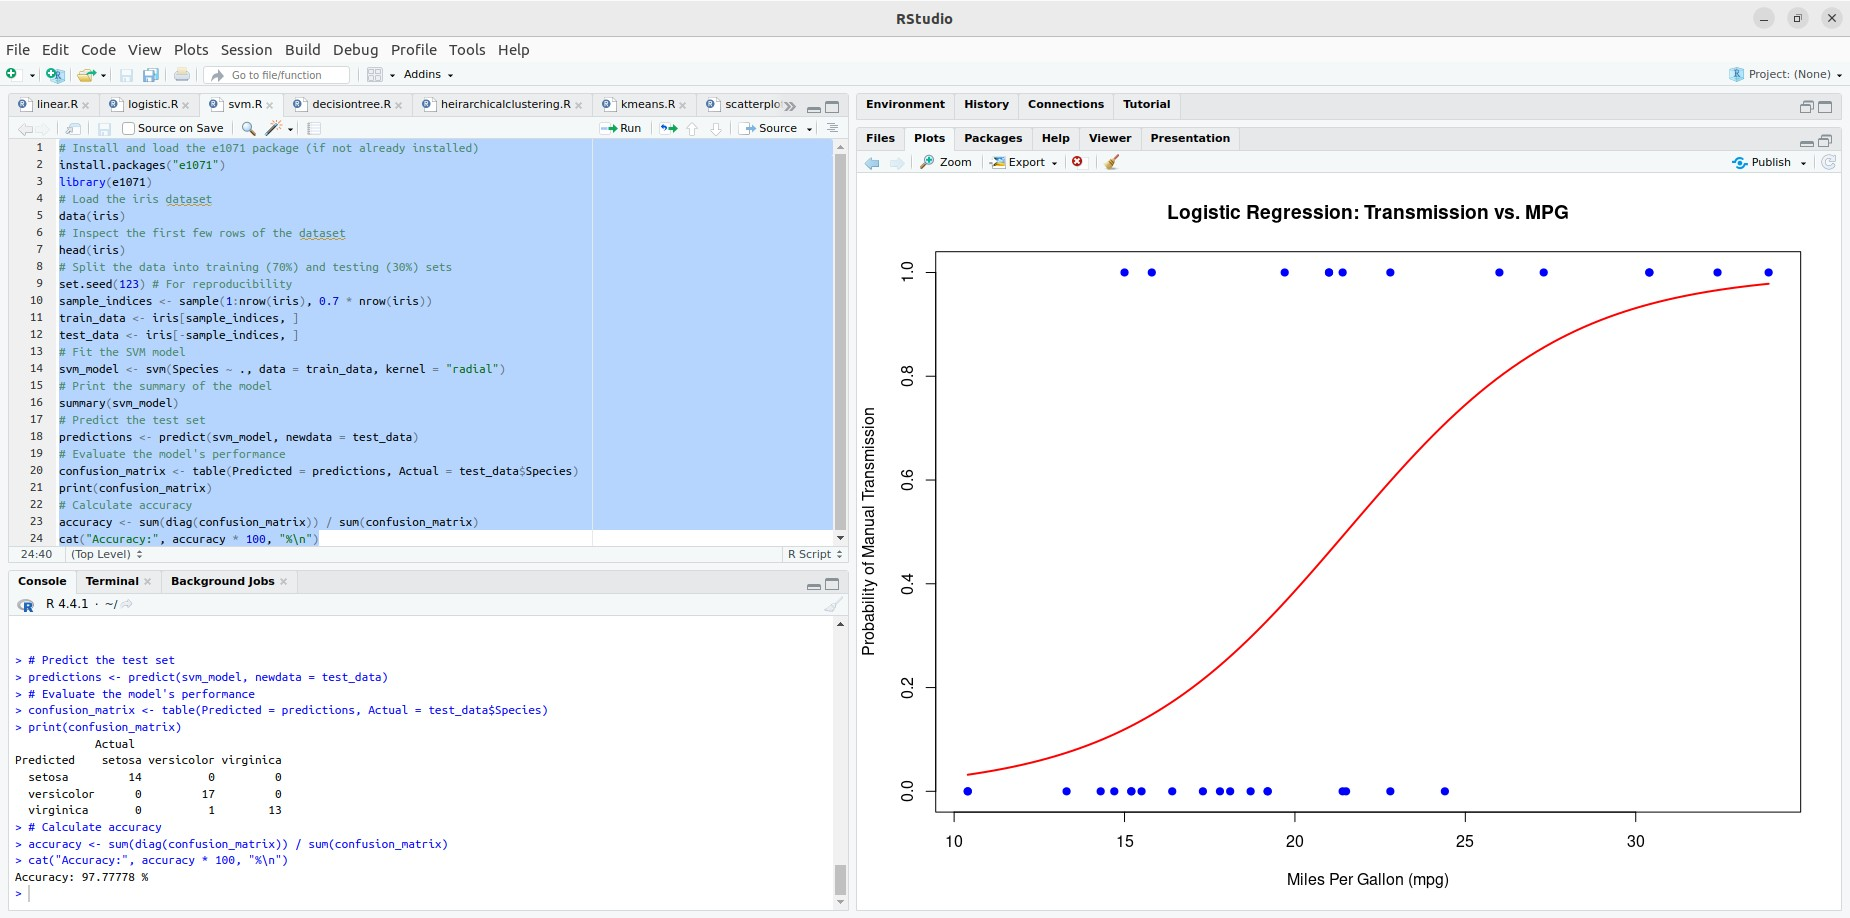 RStudio
File Edit Code View Plots Session Build Debug Profile Tools Help
Go to file/function Addins Project: (None)
linear.R logistic.R svm.R decisiontree.R heirarchicalclustering.R kmeans.R scatterplo
Source on Save Run Source
1 # Install and load the e1071 package (if not already installed)
2 install.packages("e1071")
3 library(e1071)
4 # Load the iris dataset
5 data(iris)
6 # Inspect the first few rows of the dataset
7 head(iris)
8 # Split the data into training (70%) and testing (30%) sets
9 set.seed(123) # For reproducibility
10 sample_indices <- sample(1:nrow(iris), 0.7 * nrow(iris))
11 train_data <- iris[sample_indices, ]
12 test_data <- iris[-sample_indices, ]
13 # Fit the SVM model
14 svm_model <- svm(Species ~ ., data = train_data, kernel = "radial")
15 # Print the summary of the model
16 summary(svm_model)
17 # Predict the test set
18 predictions <- predict(svm_model, newdata = test_data)
19 # Evaluate the model's performance
20 confusion_matrix <- table(Predicted = predictions, Actual = test_data$Species)
21 print(confusion_matrix)
22 # Calculate accuracy
23 accuracy <- sum(diag(confusion_matrix)) / sum(confusion_matrix)
24 cat("Accuracy:", accuracy * 100, "%\n")
24:40 (Top Level) R Script
Console Terminal Background Jobs
R 4.4.1 · ~/
> # Predict the test set
> predictions <- predict(svm_model, newdata = test_data)
> # Evaluate the model's performance
> confusion_matrix <- table(Predicted = predictions, Actual = test_data$Species)
> print(confusion_matrix)
Actual
Predicted setosa versicolor virginica
setosa 14 0 0
versicolor 0 17 0
virginica 0 1 13
> # Calculate accuracy
> accuracy <- sum(diag(confusion_matrix)) / sum(confusion_matrix)
> cat("Accuracy:", accuracy * 100, "%\n")
Accuracy: 97.77778 %
>
Environment History Connections Tutorial
Files Plots Packages Help Viewer Presentation
Zoom Export Publish
Logistic Regression: Transmission vs. MPG
Probability of Manual Transmission
1.0
0.8
0.6
0.4
0.2
0.0
10 15 20 25 30
Miles Per Gallon (mpg)